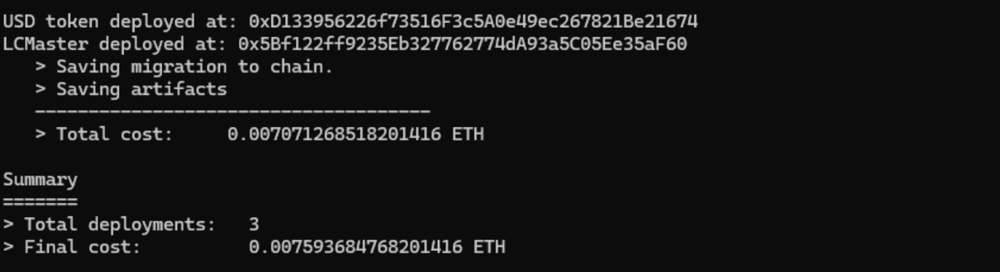 USD token deployed at: 0xD133956226f73516F3c5A0e49ec267821Be21674
LCMaster deployed at: 0x5Bf122ff9235Eb327762774dA93a5C05Ee35aF60
> Saving migration to chain.
> Saving artifacts
-------------------------------------
> Total cost: 0.007071268518201416 ETH
Summary
=======
> Total deployments: 3
> Final cost: 0.007593684768201416 ETH